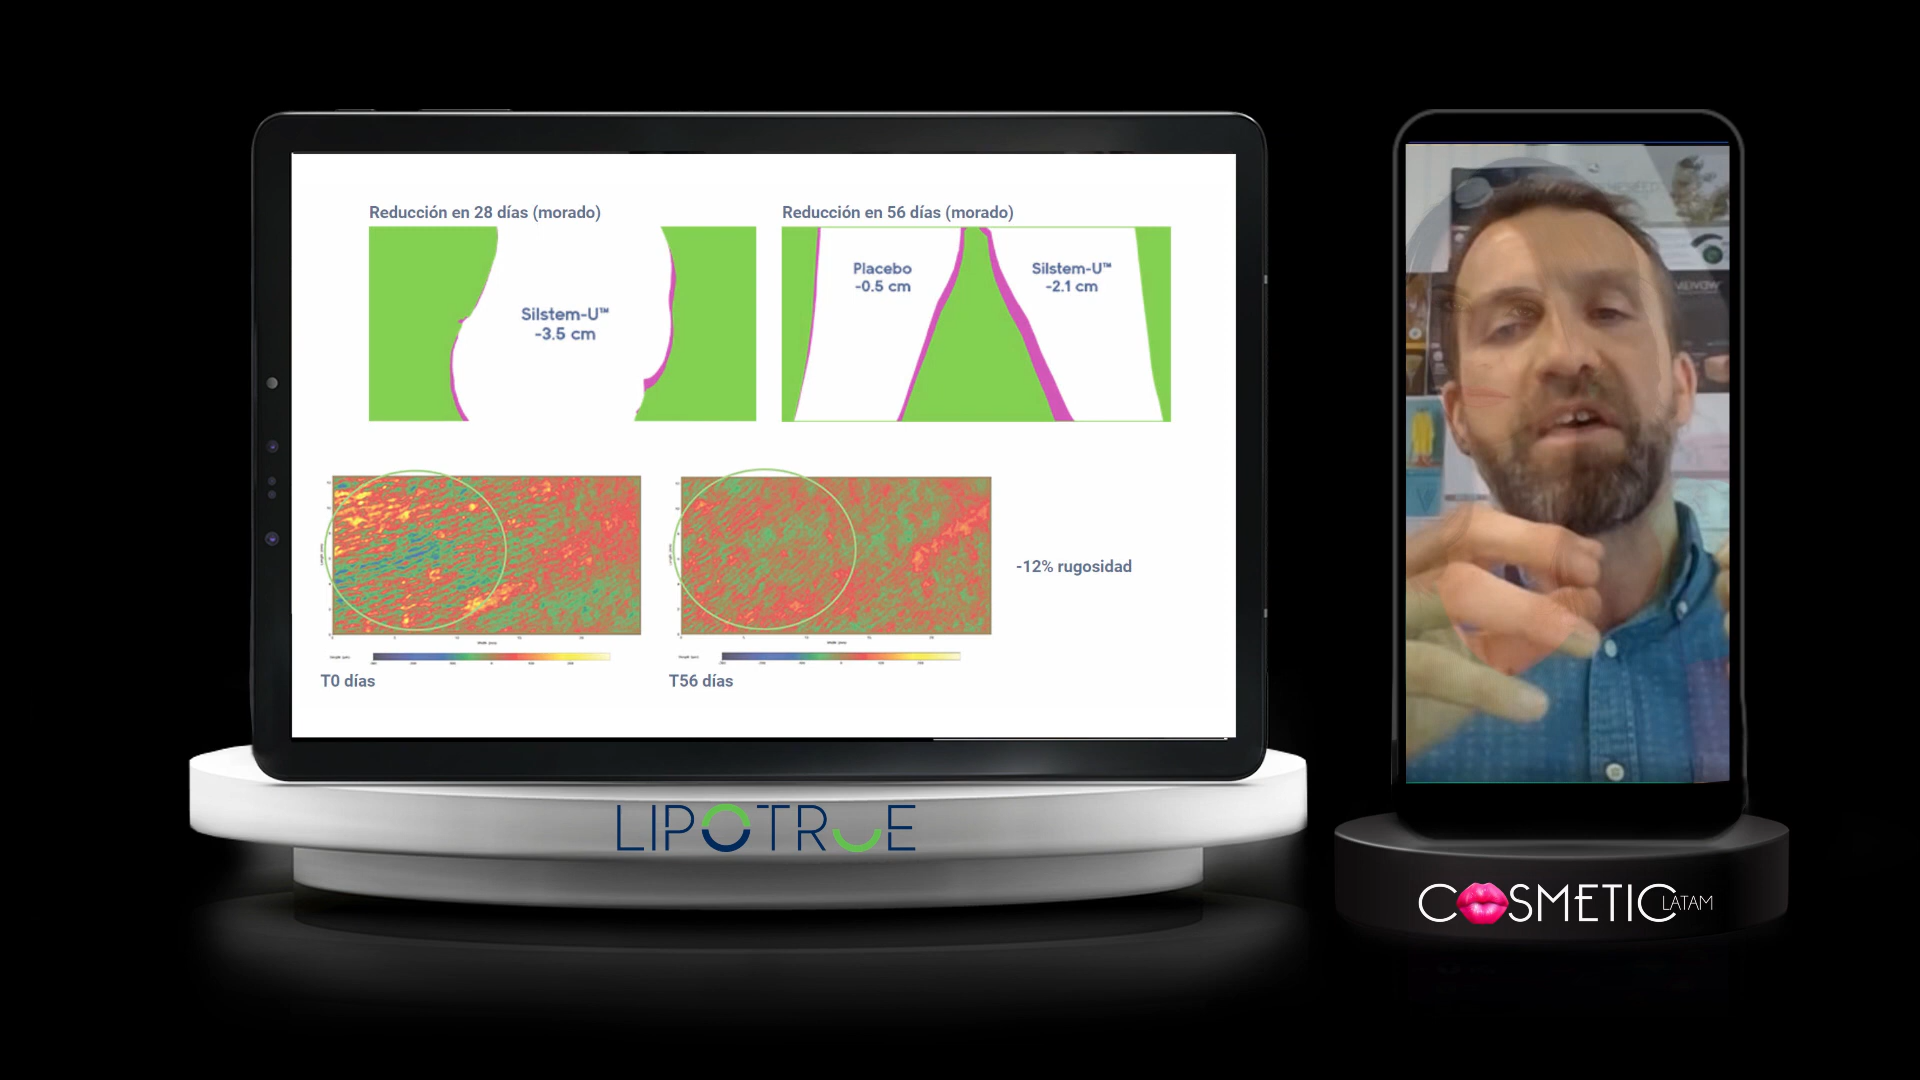 Reducción en 28 días (morado)
Silstem-U™
-3.5 cm
Reducción en 56 días (morado)
Placebo
-0.5 cm
Silstem-U™
-2.1 cm
-12% rugosidad
T0 días
T56 días
LIPOTRUE
COSMETIC LATAM